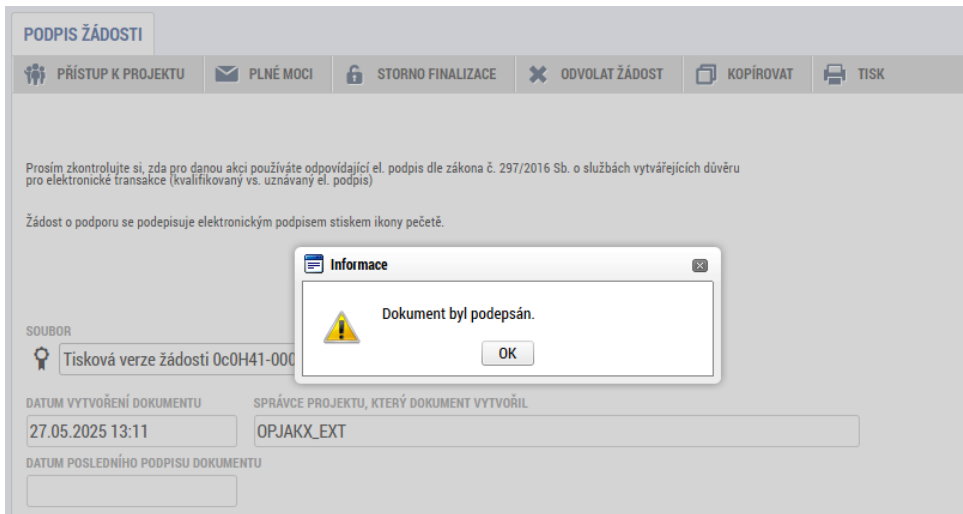 PODPIS ŽÁDOSTI
PŘÍSTUP K PROJEKTU PLNÉ MOCI STORNO FINALIZACE ODVOLAT ŽÁDOST KOPÍROVAT TISK
Prosím zkontrolujte si, zda pro danou akci používáte odpovídající el. podpis dle zákona č. 297/2016 Sb. o službách vytvářejících důvěru
pro elektronické transakce (kvalifikovaný vs. uznávaný el. podpis)
Žádost o podporu se podepisuje elektronickým podpisem stiskem ikony pečetě.
Informace
Dokument byl podepsán.
OK
SOUBOR
Tisková verze žádosti 0c0H41-000
DATUM VYTVOŘENÍ DOKUMENTU SPRÁVCE PROJEKTU, KTERÝ DOKUMENT VYTVOŘIL
27.05.2025 13:11 OPJAKX_EXT
DATUM POSLEDNÍHO PODPISU DOKUMENTU